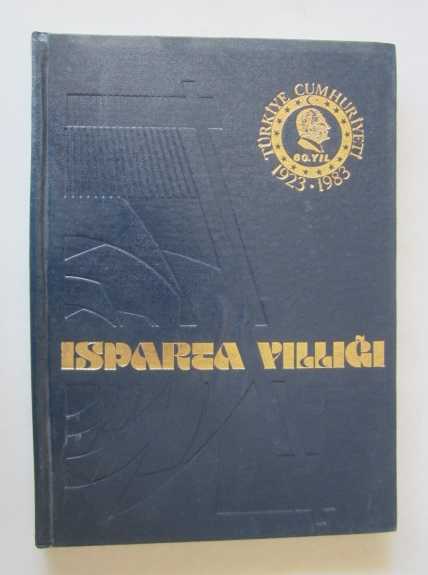 TÜRKİYE CUMHURİYETİ
60.YIL
1923·1983
ISPARTA YILLIĞI